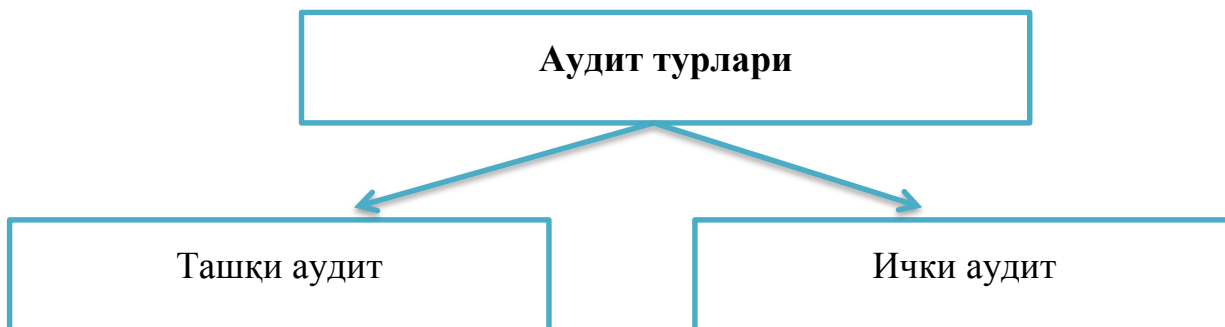 Аудит турлари
Ташқи аудит
Ички аудит